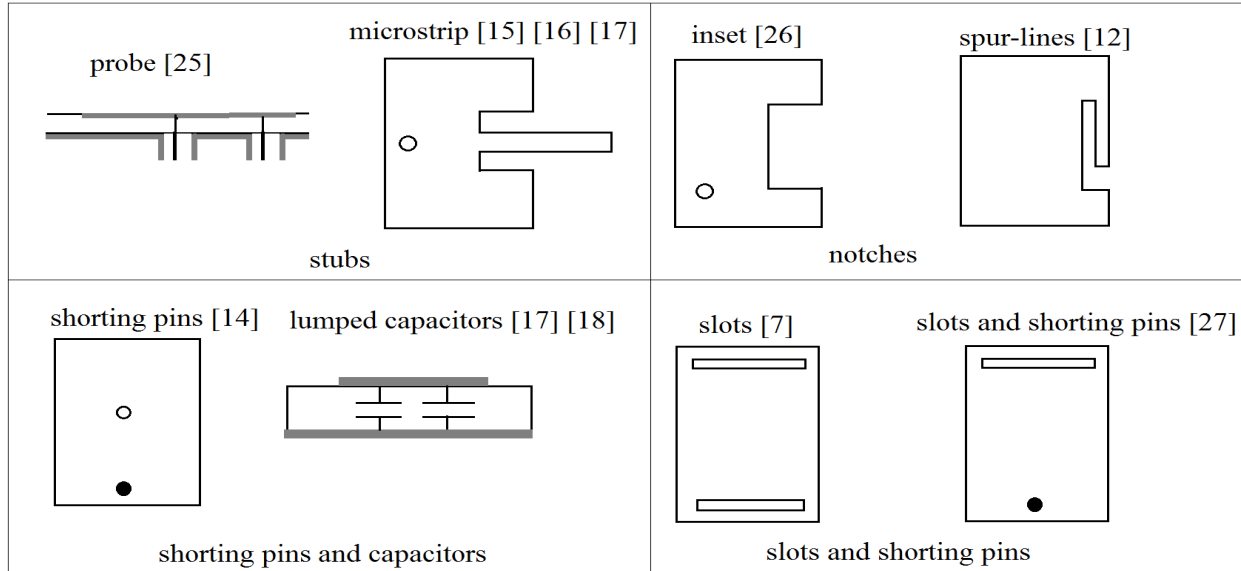 microstrip [15] [16] [17]
probe [25]
stubs
inset [26]
spur-lines [12]
notches
shorting pins [14]
lumped capacitors [17] [18]
shorting pins and capacitors
slots [7]
slots and shorting pins [27]
slots and shorting pins